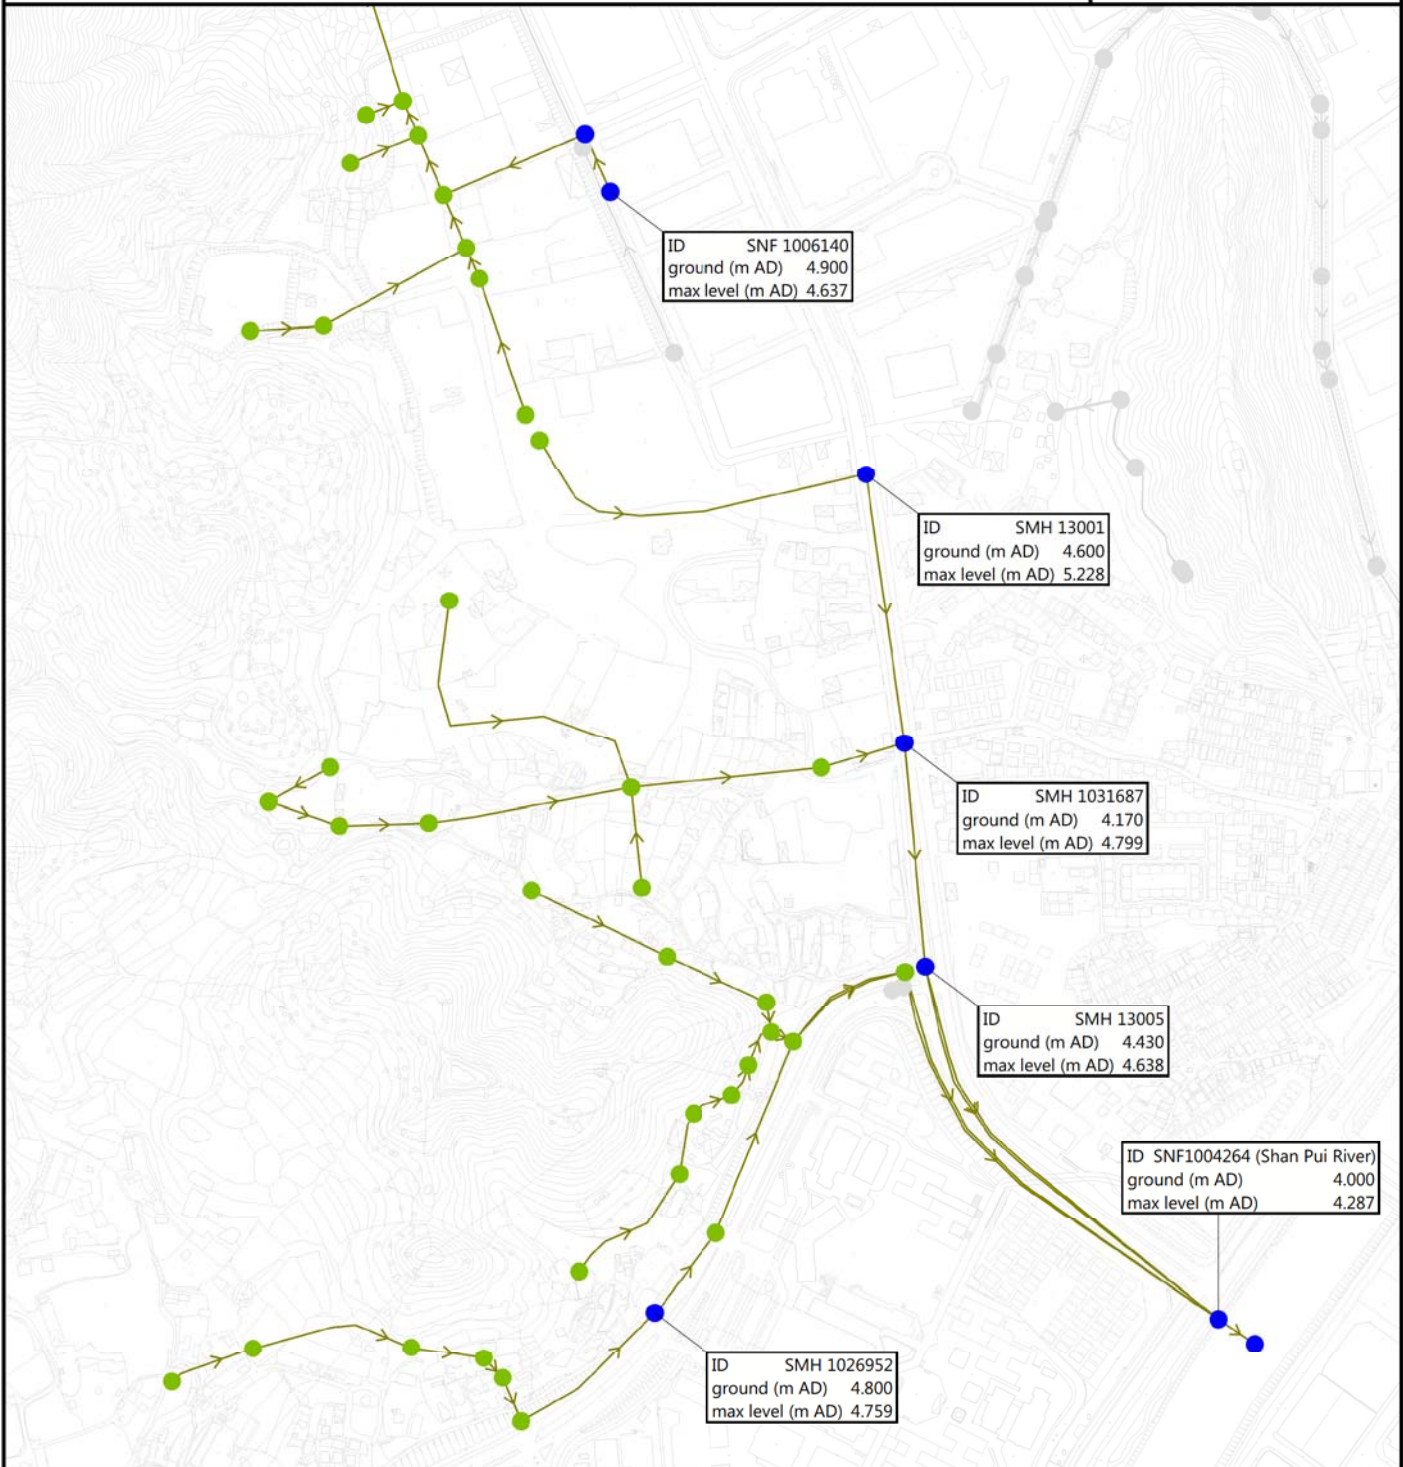 ID SNF 1006140
ground (m AD) 4.900
max level (m AD) 4.637
ID SMH 13001
ground (m AD) 4.600
max level (m AD) 5.228
ID SMH 1031687
ground (m AD) 4.170
max level (m AD) 4.799
ID SMH 13005
ground (m AD) 4.430
max level (m AD) 4.638
ID SNF1004264 (Shan Pui River)
ground (m AD) 4.000
max level (m AD) 4.287
ID SMH 1026952
ground (m AD) 4.800
max level (m AD) 4.759